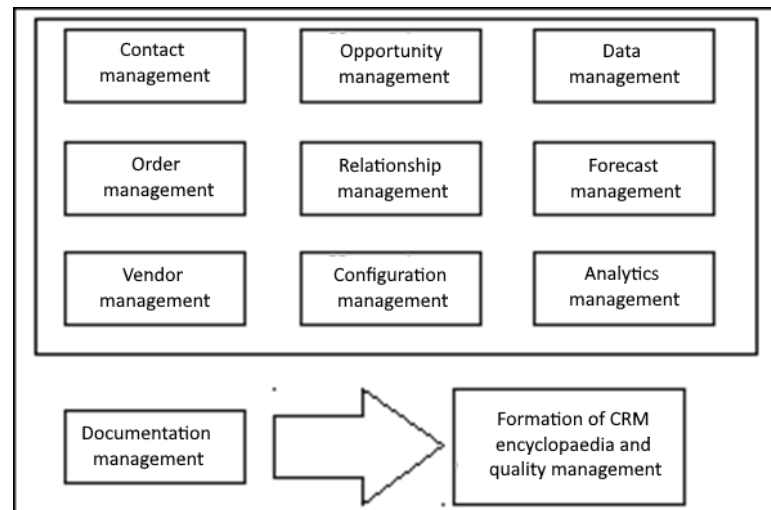 Contact
management
Opportunity
management
Data
management
Order
management
Relationship
management
Forecast
management
Vendor
management
Configuration
management
Analytics
management
Documentation
management
Formation of CRM
encyclopaedia and
quality management